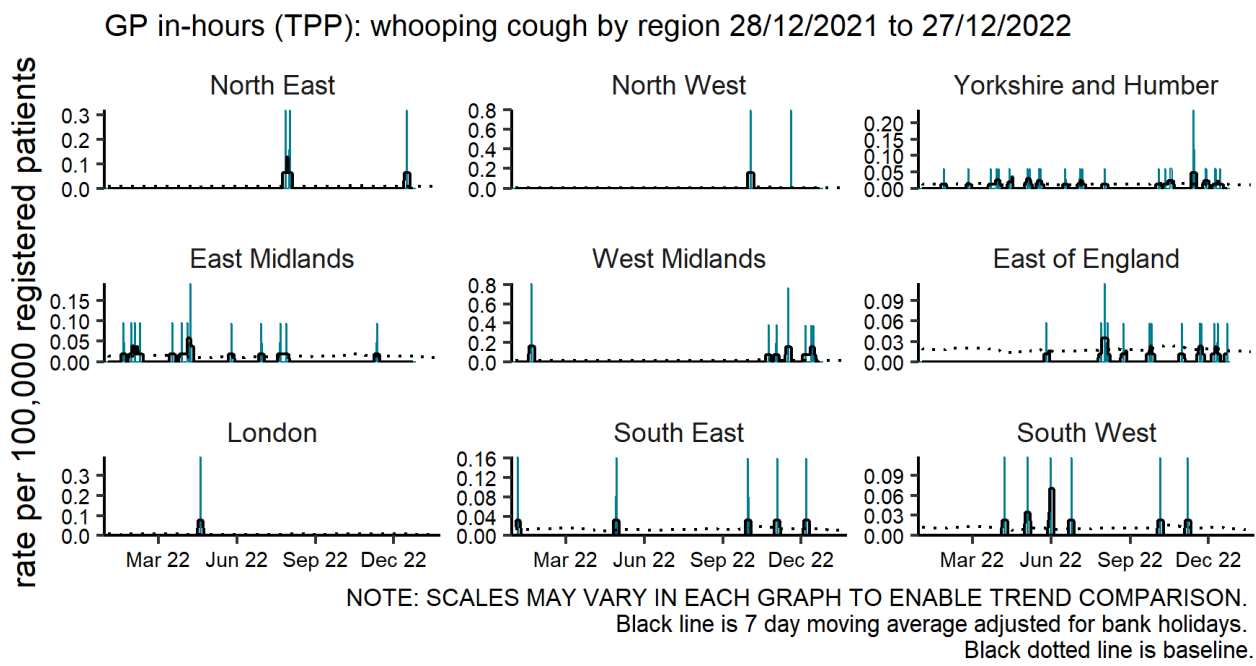 GP in-hours (TPP): whooping cough by region 28/12/2021 to 27/12/2022
rate per 100,000 registered patients
North East
0.3
0.2
0.1
0.0
North West
0.8
0.6
0.4
0.2
0.0
Yorkshire and Humber
0.20
0.15
0.10
0.05
0.00
East Midlands
0.15
0.10
0.05
0.00
West Midlands
0.8
0.6
0.4
0.2
0.0
East of England
0.09
0.06
0.03
0.00
London
0.3
0.2
0.1
0.0
Mar 22 Jun 22 Sep 22 Dec 22
South East
0.16
0.12
0.08
0.04
0.00
Mar 22 Jun 22 Sep 22 Dec 22
South West
0.09
0.06
0.03
0.00
Mar 22 Jun 22 Sep 22 Dec 22
NOTE: SCALES MAY VARY IN EACH GRAPH TO ENABLE TREND COMPARISON.
Black line is 7 day moving average adjusted for bank holidays.
Black dotted line is baseline.